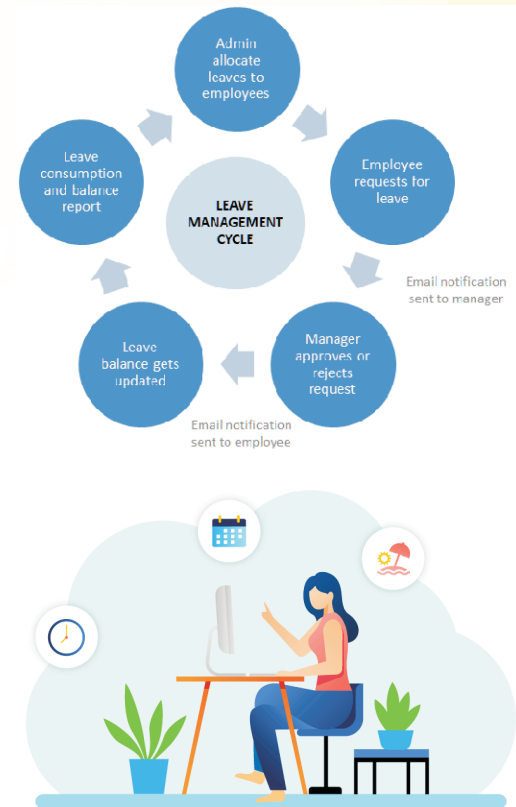 Admin
allocate
leaves to
employees
Leave
consumption
and balance
report
Employee
requests for
leave
LEAVE
MANAGEMENT
CYCLE
Email notification
sent to manager
Manager
approves or
rejects
request
Leave
balance gets
updated
Email notification
sent to employee